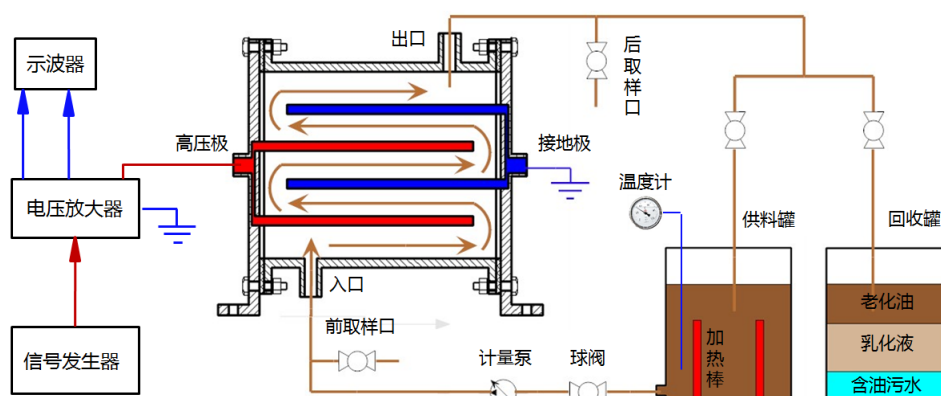 出口
后取样口
示波器
高压极
接地极
温度计
电压放大器
供料罐
回收罐
入口
老化油
前取样口
乳化液
信号发生器
计量泵
球阀
加热棒
含油污水